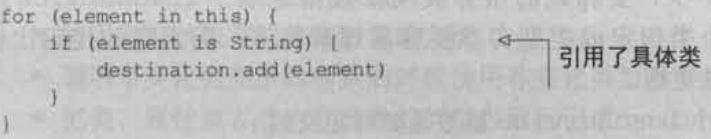 for (element in this) {
    if (element is String) {
        destination.add(element)
    }
}
引用了具体类